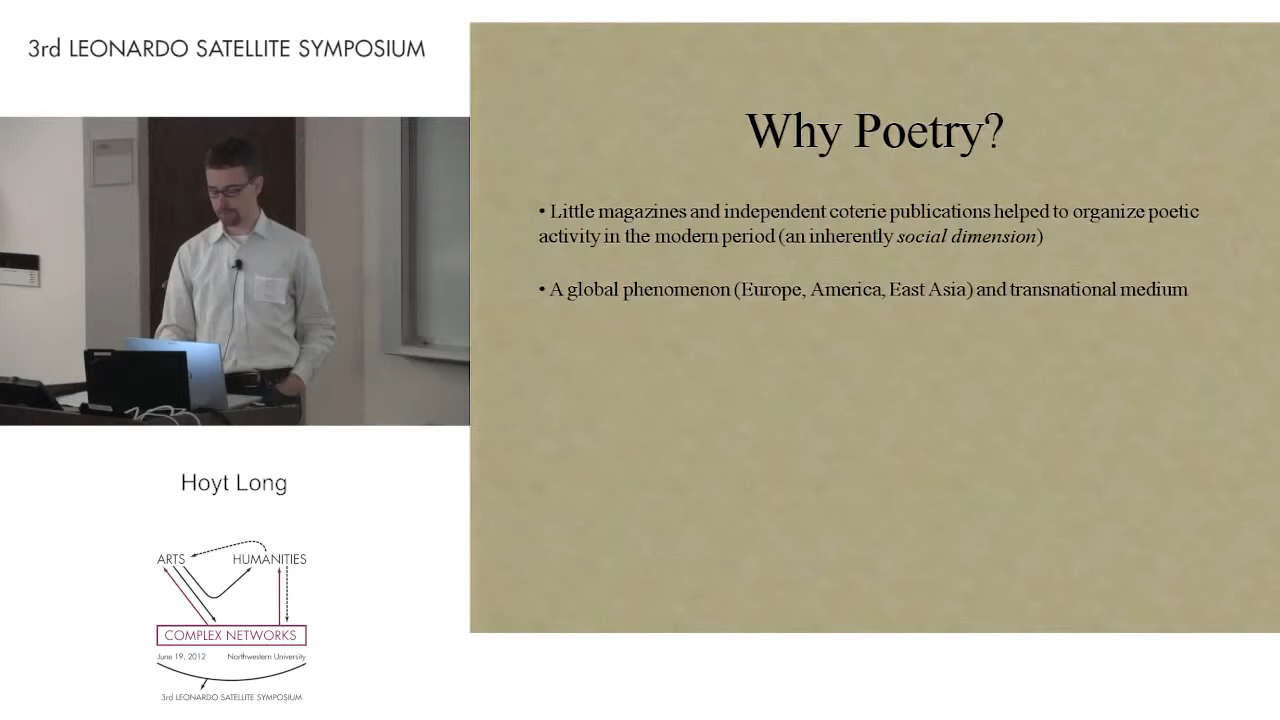 3rd LEONARDO SATELLITE SYMPOSIUM
Why Poetry?
• Little magazines and independent coterie publications helped to organize poetic
activity in the modern period (an inherently social dimension)
• A global phenomenon (Europe, America, East Asia) and transnational medium
Hoyt Long
ARTS HUMANITIES
COMPLEX NETWORKS
June 19, 2012 Northwestern University
3rd LEONARDO SATELLITE SYMPOSIUM